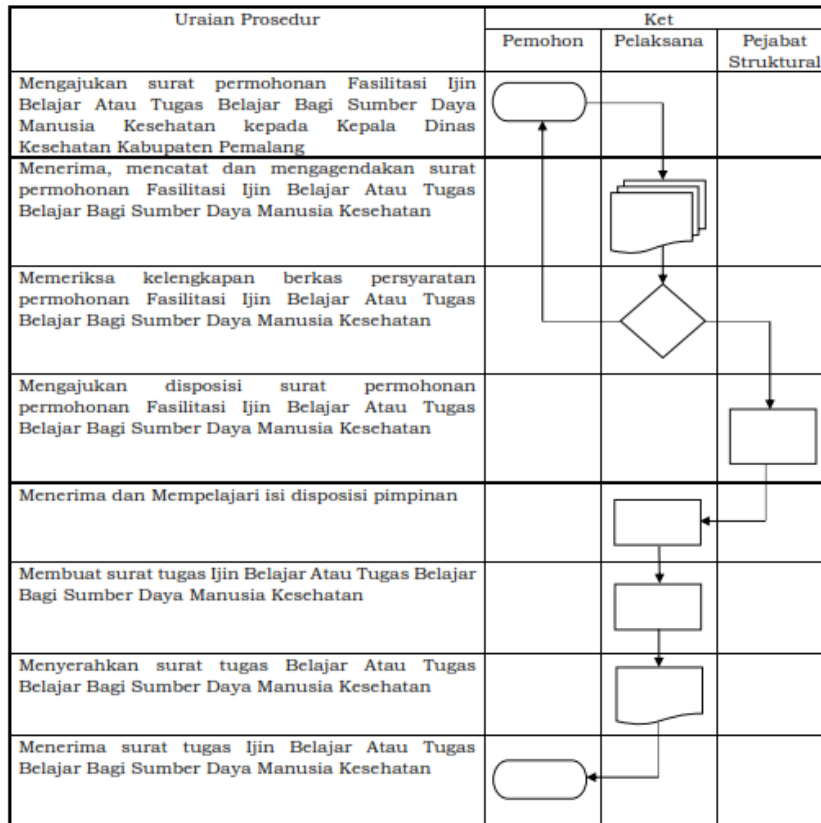 Uraian Prosedur
Ket
Pemohon
Pelaksana
Pejabat
Struktural
Mengajukan surat permohonan Fasilitasi Ijin
Belajar Atau Tugas Belajar Bagi Sumber Daya
Manusia Kesehatan kepada Kepala Dinas
Kesehatan Kabupaten Pemalang
Menerima, mencatat dan mengagendakan surat
permohonan Fasilitasi Ijin Belajar Atau Tugas
Belajar Bagi Sumber Daya Manusia Kesehatan
Memeriksa kelengkapan berkas persyaratan
permohonan Fasilitasi Ijin Belajar Atau Tugas
Belajar Bagi Sumber Daya Manusia Kesehatan
Mengajukan disposisi surat permohonan
permohonan Fasilitasi Ijin Belajar Atau Tugas
Belajar Bagi Sumber Daya Manusia Kesehatan
Menerima dan Mempelajari isi disposisi pimpinan
Membuat surat tugas Ijin Belajar Atau Tugas Belajar
Bagi Sumber Daya Manusia Kesehatan
Menyerahkan surat tugas Belajar Atau Tugas
Belajar Bagi Sumber Daya Manusia Kesehatan
Menerima surat tugas Ijin Belajar Atau Tugas
Belajar Bagi Sumber Daya Manusia Kesehatan